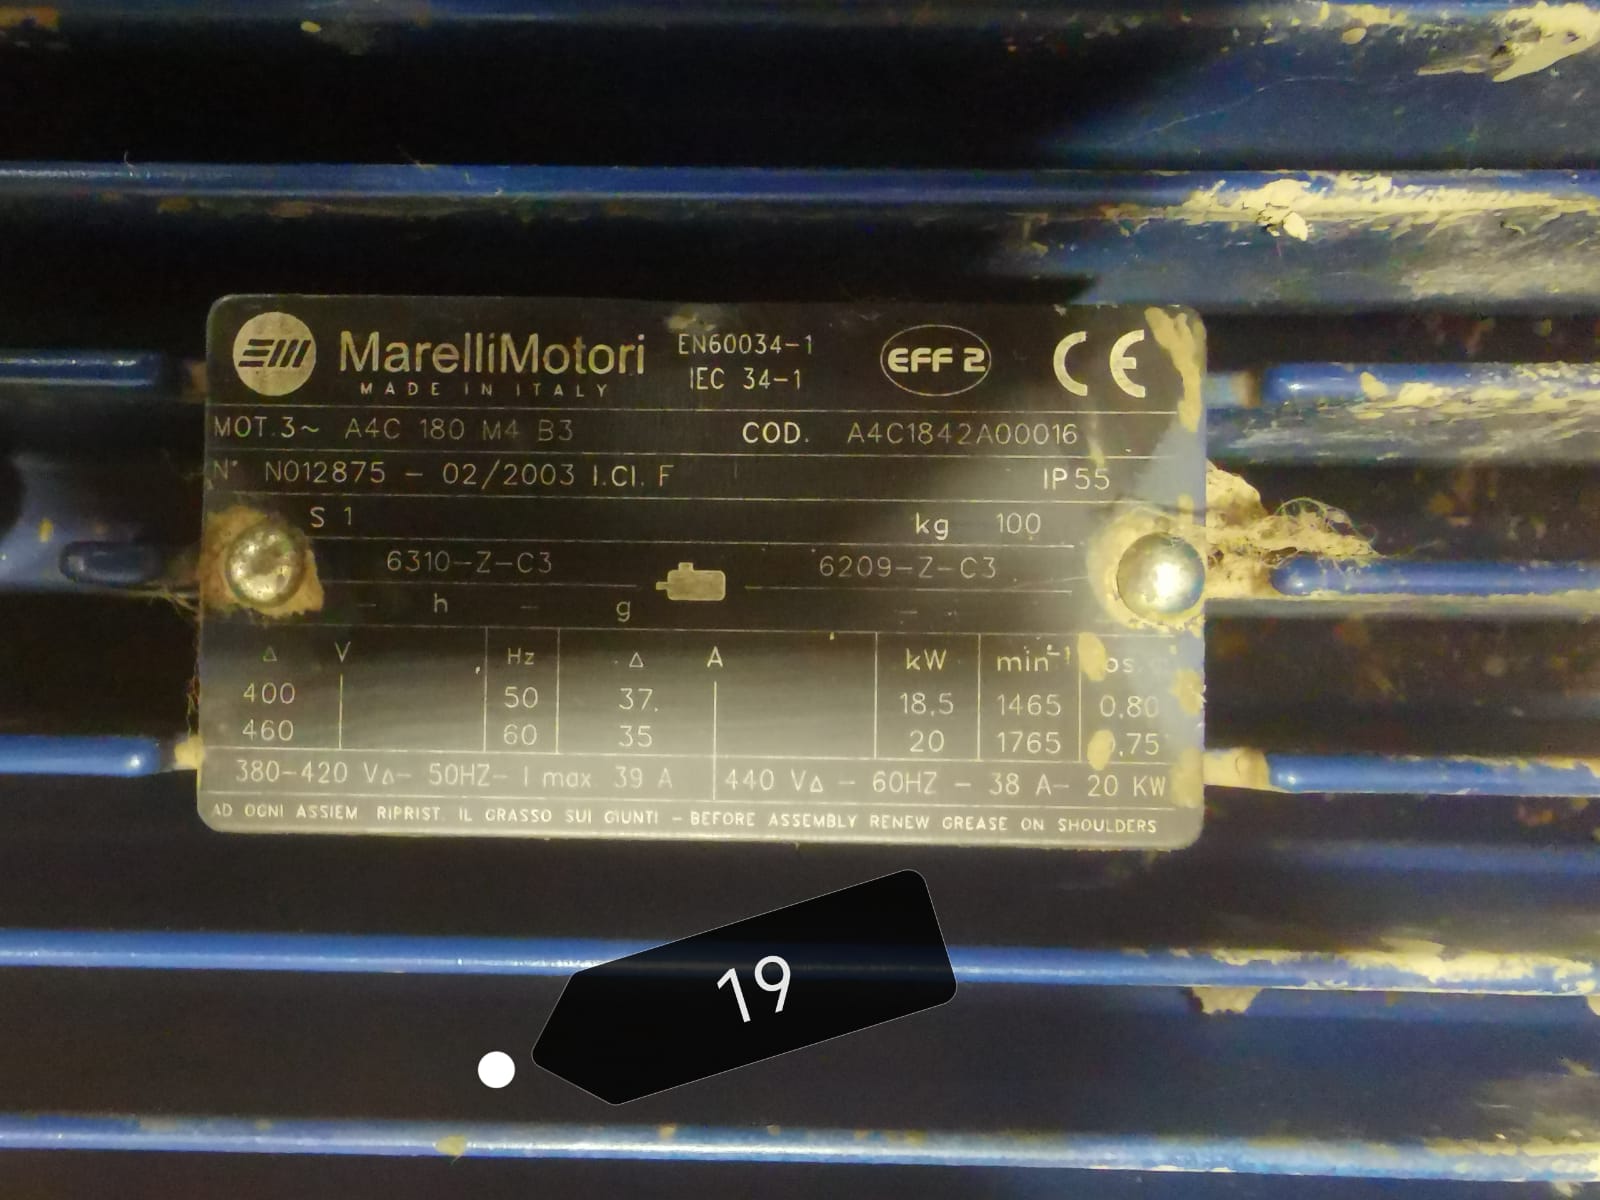 MarelliMotori
MADE IN ITALY
EN60034-1
IEC 34-1
EFF 2
CE
MOT.3~ A4C 180 M4 B3 COD. A4C1842A00016
N° N012875 - 02/2003 I.Cl. F IP55
S 1 kg 100
6310-Z-C3 6209-Z-C3
- h - g - -
Δ V Hz Δ A kW min⁻¹
400 50 37. 18,5 1465 0,80
460 60 35 20 1765 0,75
380-420 VΔ- 50HZ- I max 39 A 440 VΔ - 60HZ - 38 A- 20 KW
AD OGNI ASSIEM RIPRIST. IL GRASSO SUI GIUNTI - BEFORE ASSEMBLY RENEW GREASE ON SHOULDERS
19